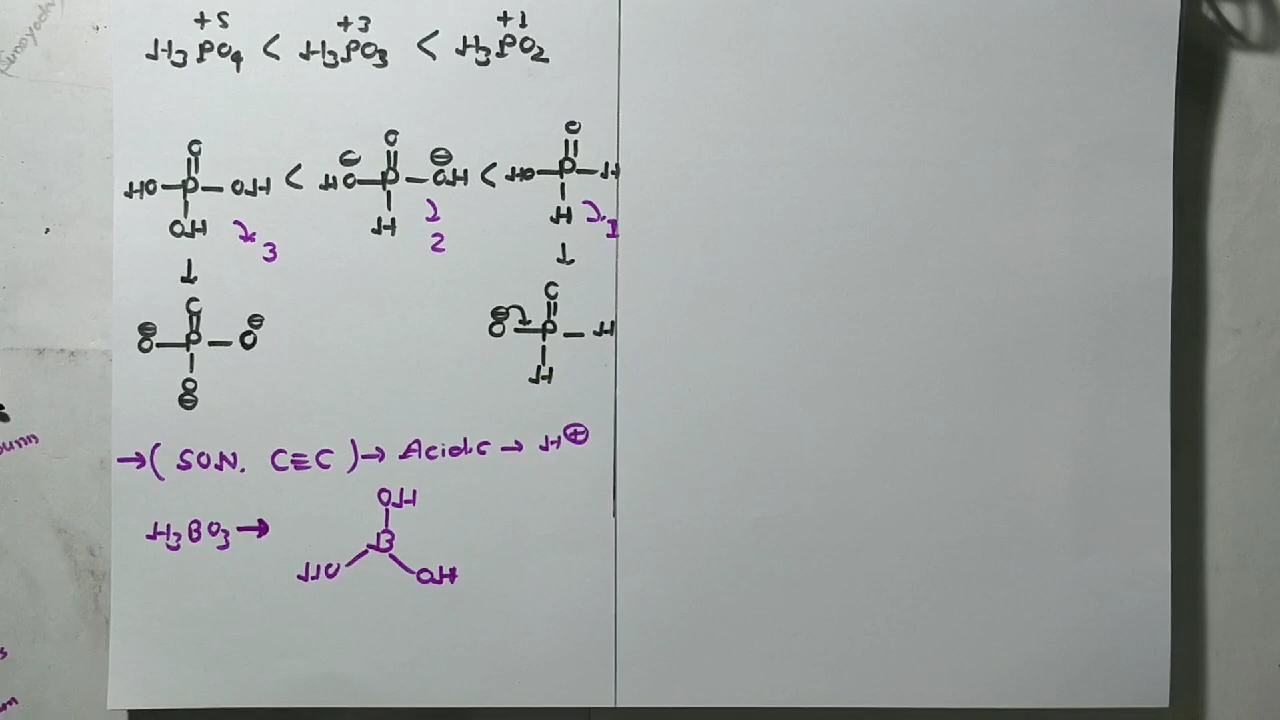 +5 +3 +1
H3PO4 < H3PO3 < H3PO2
O O O
|| || ||
HO–P–OH < HO–P–OH < HO–P–H
OH H H
3 2 1
↓ ↓
O O
⊖O–P–O⊖ ⊖O–P–H
O⊖ H
→ (SON. C≡C) → Acidic → H⊕
OH
H3BO3 → B
HO OH